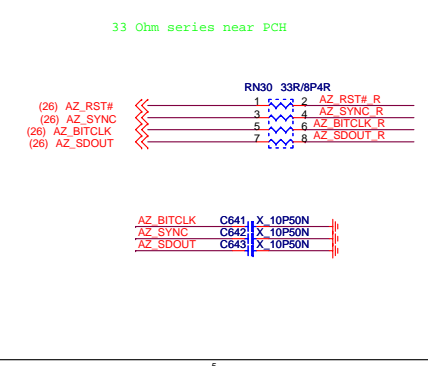 33 Ohm series near PCH
RN30 33R/8P4R
(26) AZ_RST# 1 2 AZ_RST#_R
(26) AZ_SYNC 3 4 AZ_SYNC_R
(26) AZ_BITCLK 5 6 AZ_BITCLK_R
(26) AZ_SDOUT 7 8 AZ_SDOUT_R
AZ_BITCLK C641 X_10P50N
AZ_SYNC C642 X_10P50N
AZ_SDOUT C643 X_10P50N
5